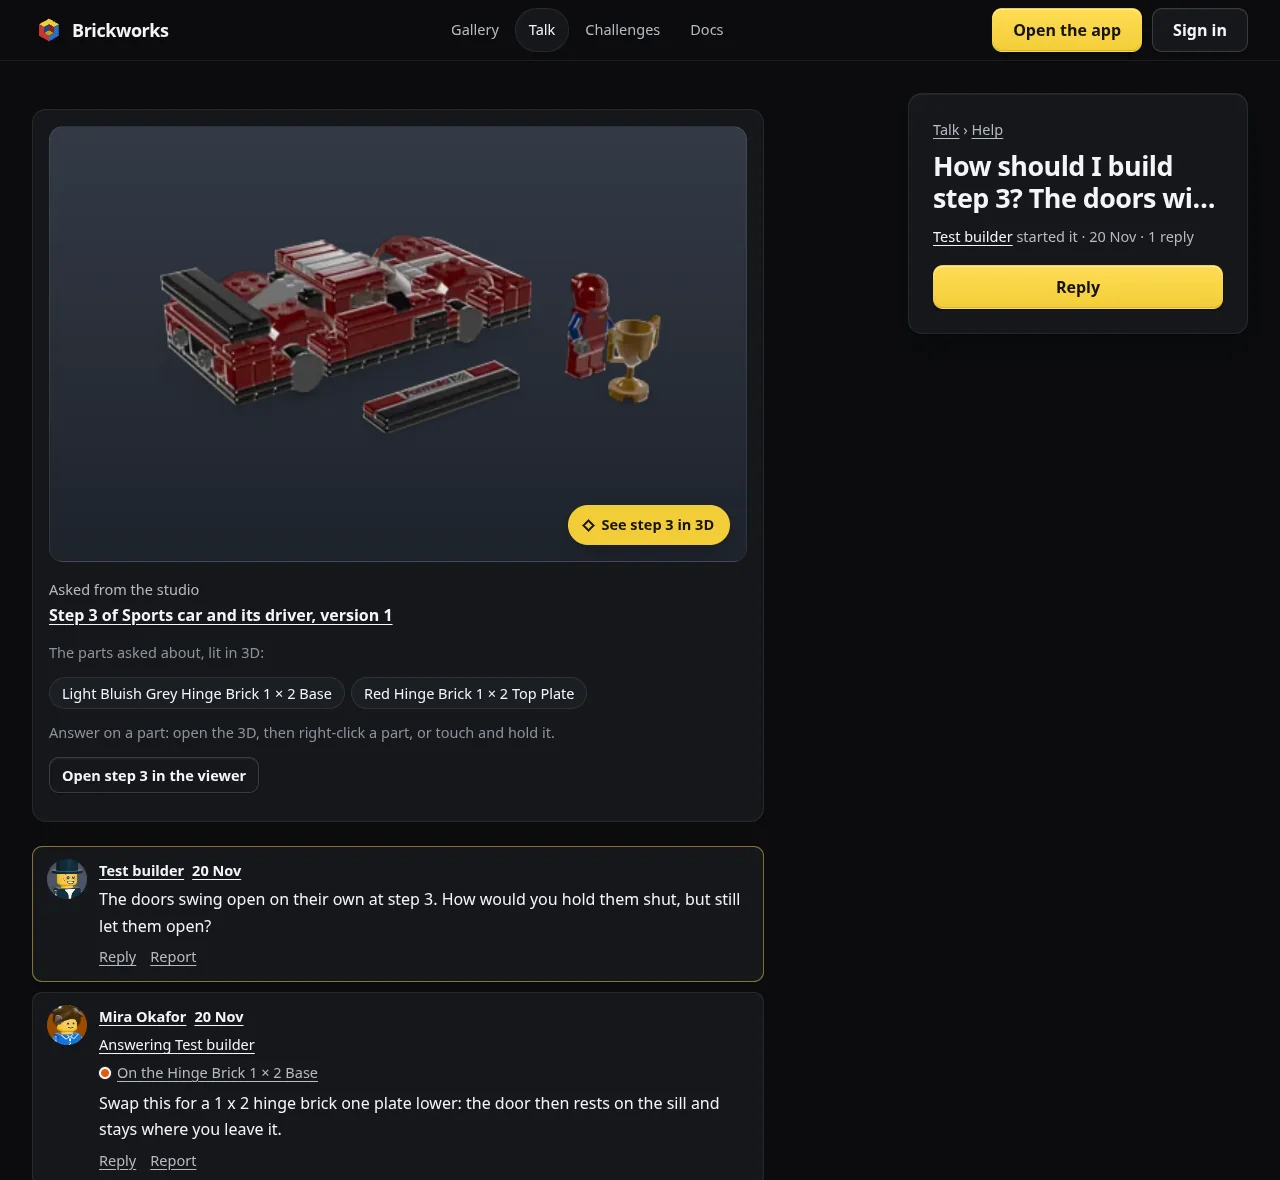 Brickworks
Gallery
Talk
Challenges
Docs
Open the app
Sign in
Talk › Help
How should I build
step 3? The doors wi...
Test builder started it · 20 Nov · 1 reply
Reply
See step 3 in 3D
Asked from the studio
Step 3 of Sports car and its driver, version 1
The parts asked about, lit in 3D:
Light Bluish Grey Hinge Brick 1 × 2 Base
Red Hinge Brick 1 × 2 Top Plate
Answer on a part: open the 3D, then right-click a part, or touch and hold it.
Open step 3 in the viewer
Test builder 20 Nov
The doors swing open on their own at step 3. How would you hold them shut, but still
let them open?
Reply Report
Mira Okafor 20 Nov
Answering Test builder
On the Hinge Brick 1 × 2 Base
Swap this for a 1 x 2 hinge brick one plate lower: the door then rests on the sill and
stays where you leave it.
Reply Report